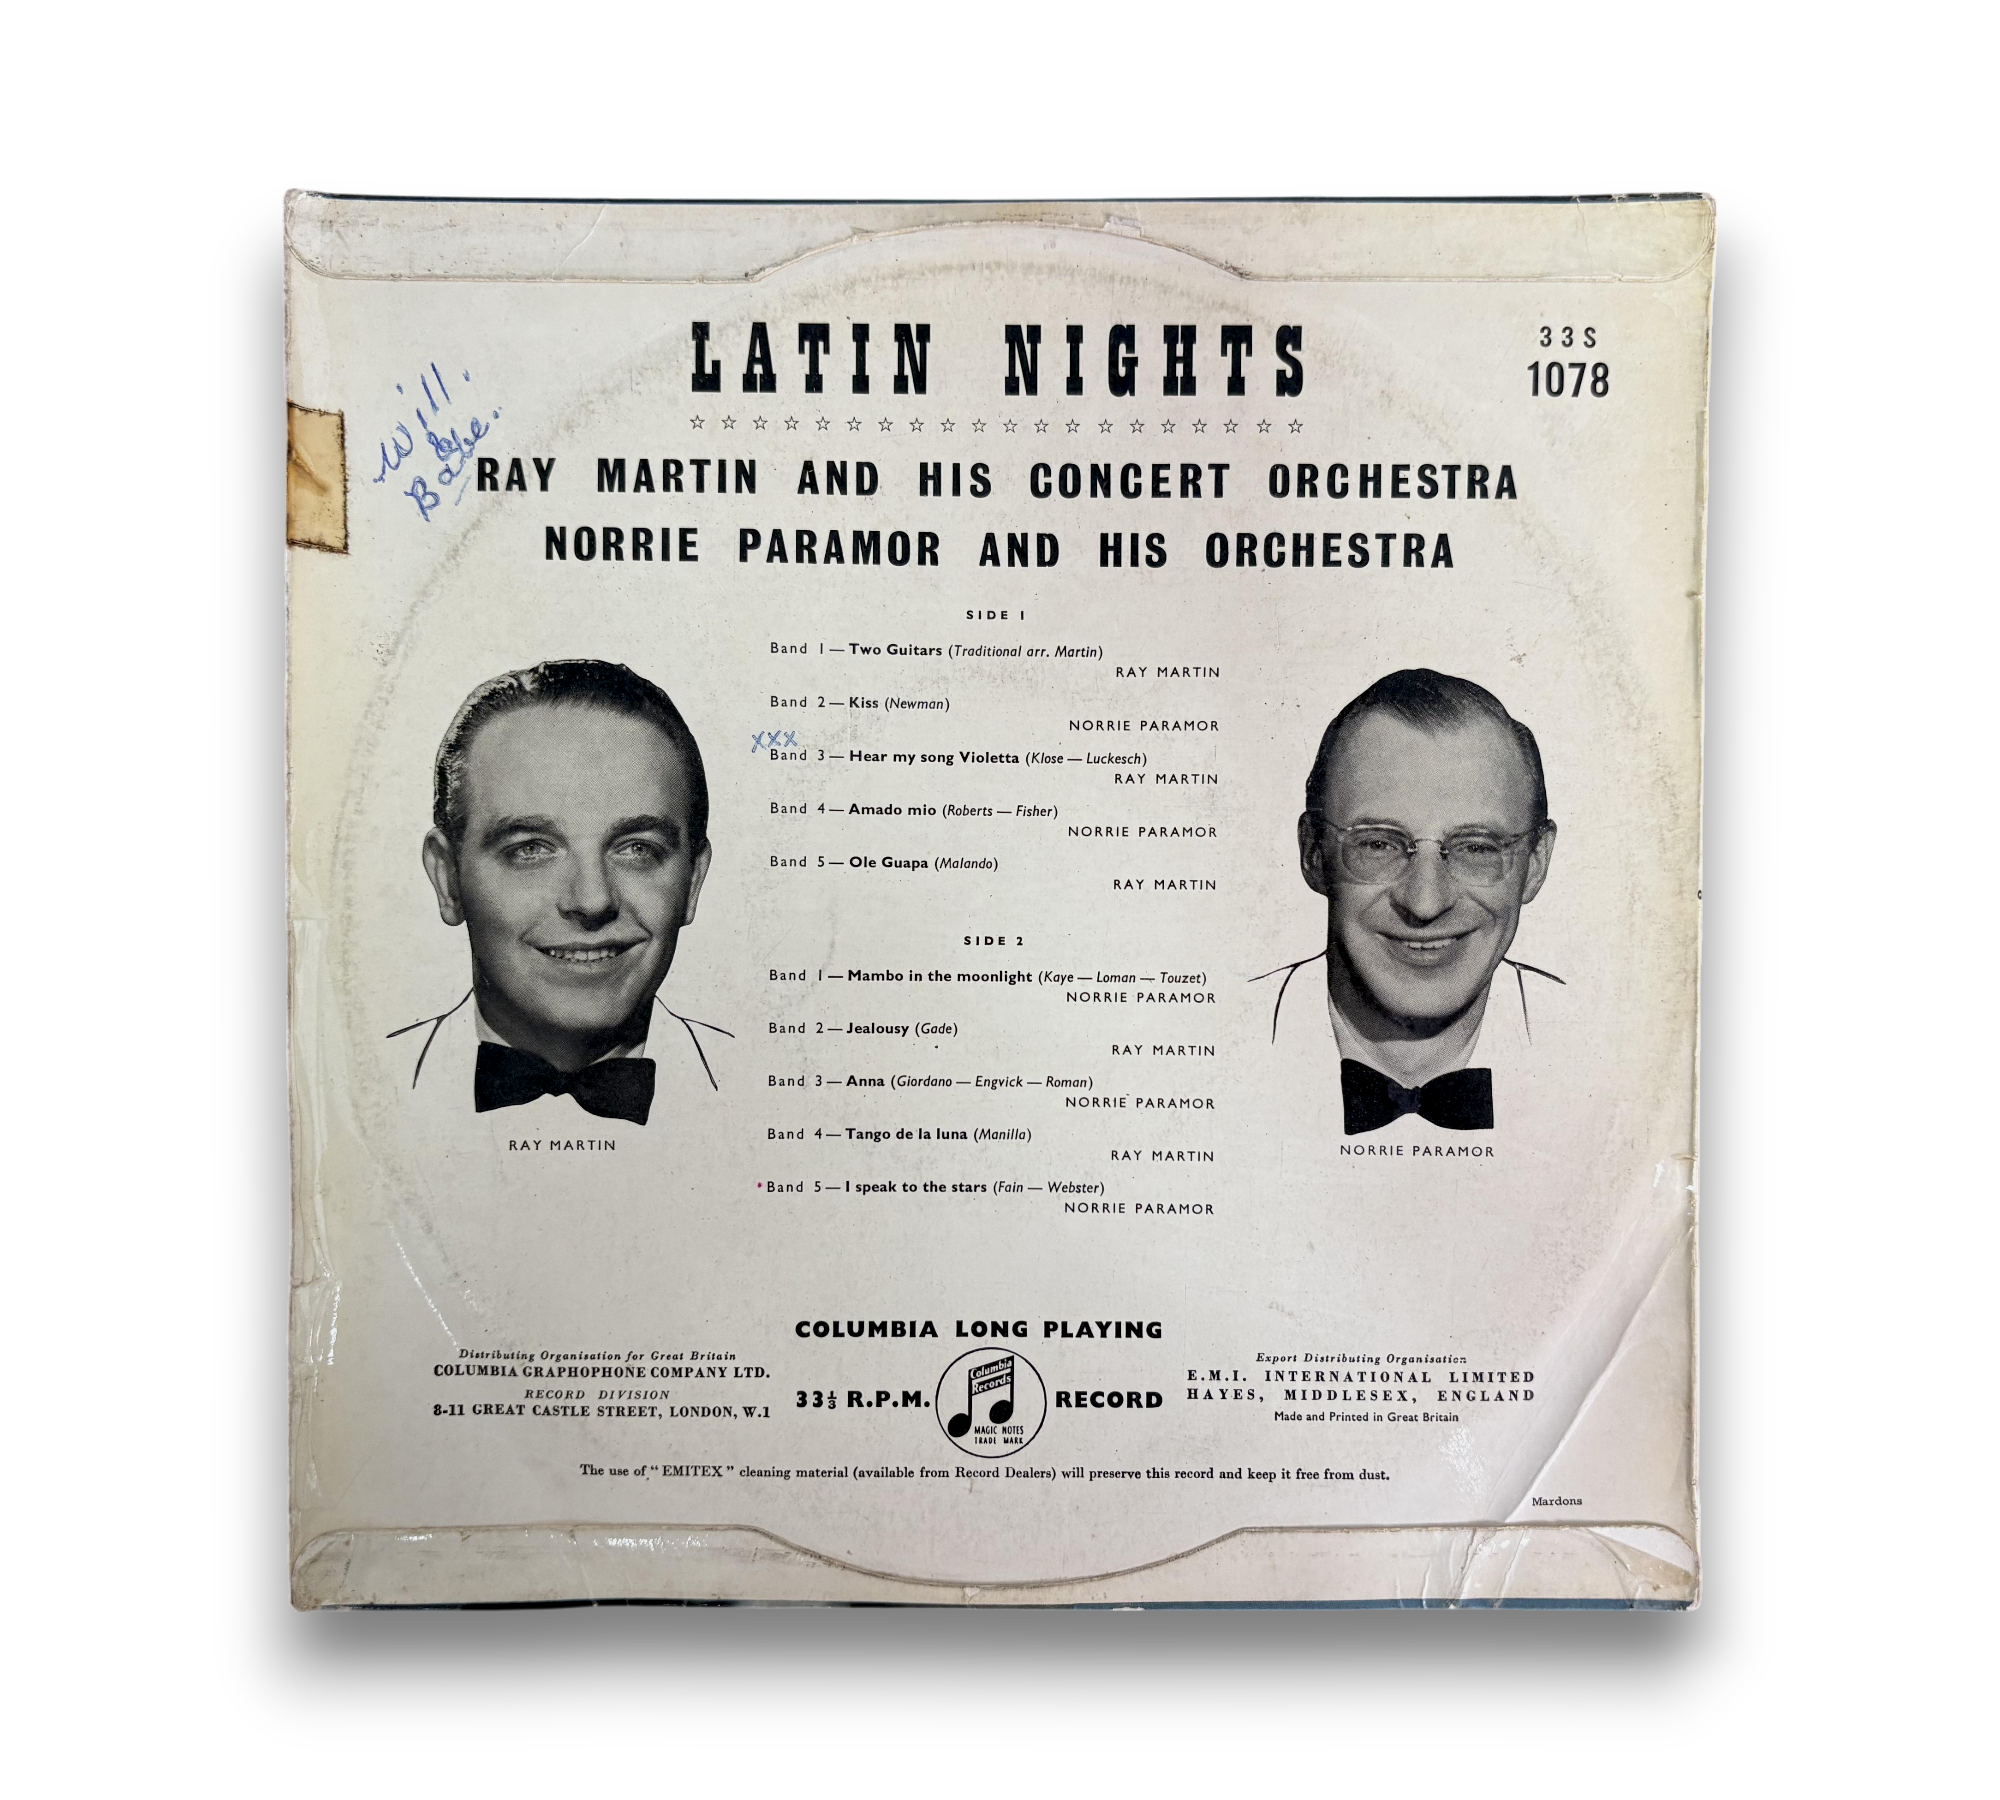 LATIN NIGHTS
33S
1078
☆ ☆ ☆ ☆ ☆ ☆ ☆ ☆ ☆ ☆ ☆ ☆ ☆ ☆ ☆ ☆ ☆ ☆ ☆ ☆
Will.
&
Babe..
RAY MARTIN AND HIS CONCERT ORCHESTRA
NORRIE PARAMOR AND HIS ORCHESTRA
SIDE 1
Band 1 — Two Guitars (Traditional arr. Martin)
RAY MARTIN
Band 2 — Kiss (Newman)
NORRIE PARAMOR
xxx
Band 3 — Hear my song Violetta (Klose — Luckesch)
RAY MARTIN
Band 4 — Amado mio (Roberts — Fisher)
NORRIE PARAMOR
Band 5 — Ole Guapa (Malando)
RAY MARTIN
SIDE 2
Band 1 — Mambo in the moonlight (Kaye — Loman — Touzet)
NORRIE PARAMOR
Band 2 — Jealousy (Gade)
RAY MARTIN
Band 3 — Anna (Giordano — Engvick — Roman)
NORRIE PARAMOR
Band 4 — Tango de la luna (Manilla)
RAY MARTIN
Band 5 — I speak to the stars (Fain — Webster)
NORRIE PARAMOR
RAY MARTIN
NORRIE PARAMOR
Distributing Organisation for Great Britain
COLUMBIA GRAPHOPHONE COMPANY LTD.
RECORD DIVISION
8-11 GREAT CASTLE STREET, LONDON, W.1
COLUMBIA LONG PLAYING
33⅓ R.P.M.
Columbia
Records
MAGIC NOTES
TRADE MARK
RECORD
Export Distributing Organisation
E.M.I. INTERNATIONAL LIMITED
HAYES, MIDDLESEX, ENGLAND
Made and Printed in Great Britain
The use of "EMITEX" cleaning material (available from Record Dealers) will preserve this record and keep it free from dust.
Mardons